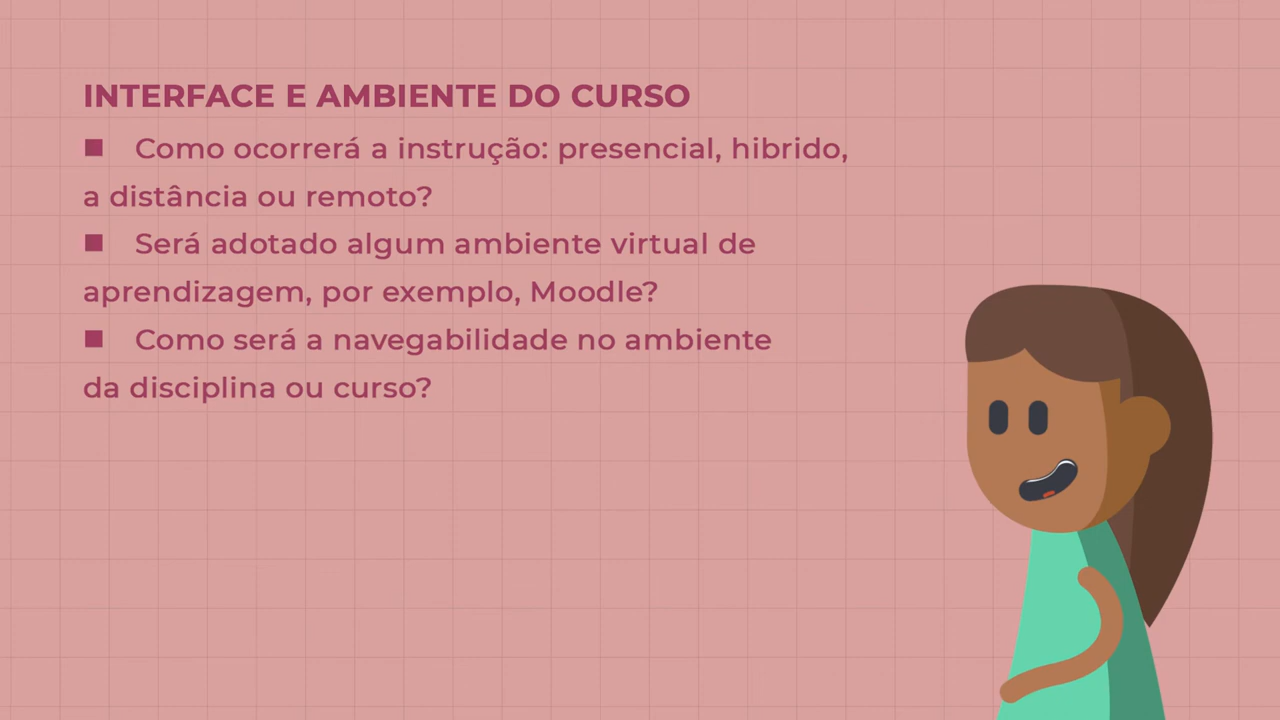 INTERFACE E AMBIENTE DO CURSO
■ Como ocorrerá a instrução: presencial, hibrido,
a distância ou remoto?
■ Será adotado algum ambiente virtual de
aprendizagem, por exemplo, Moodle?
■ Como será a navegabilidade no ambiente
da disciplina ou curso?